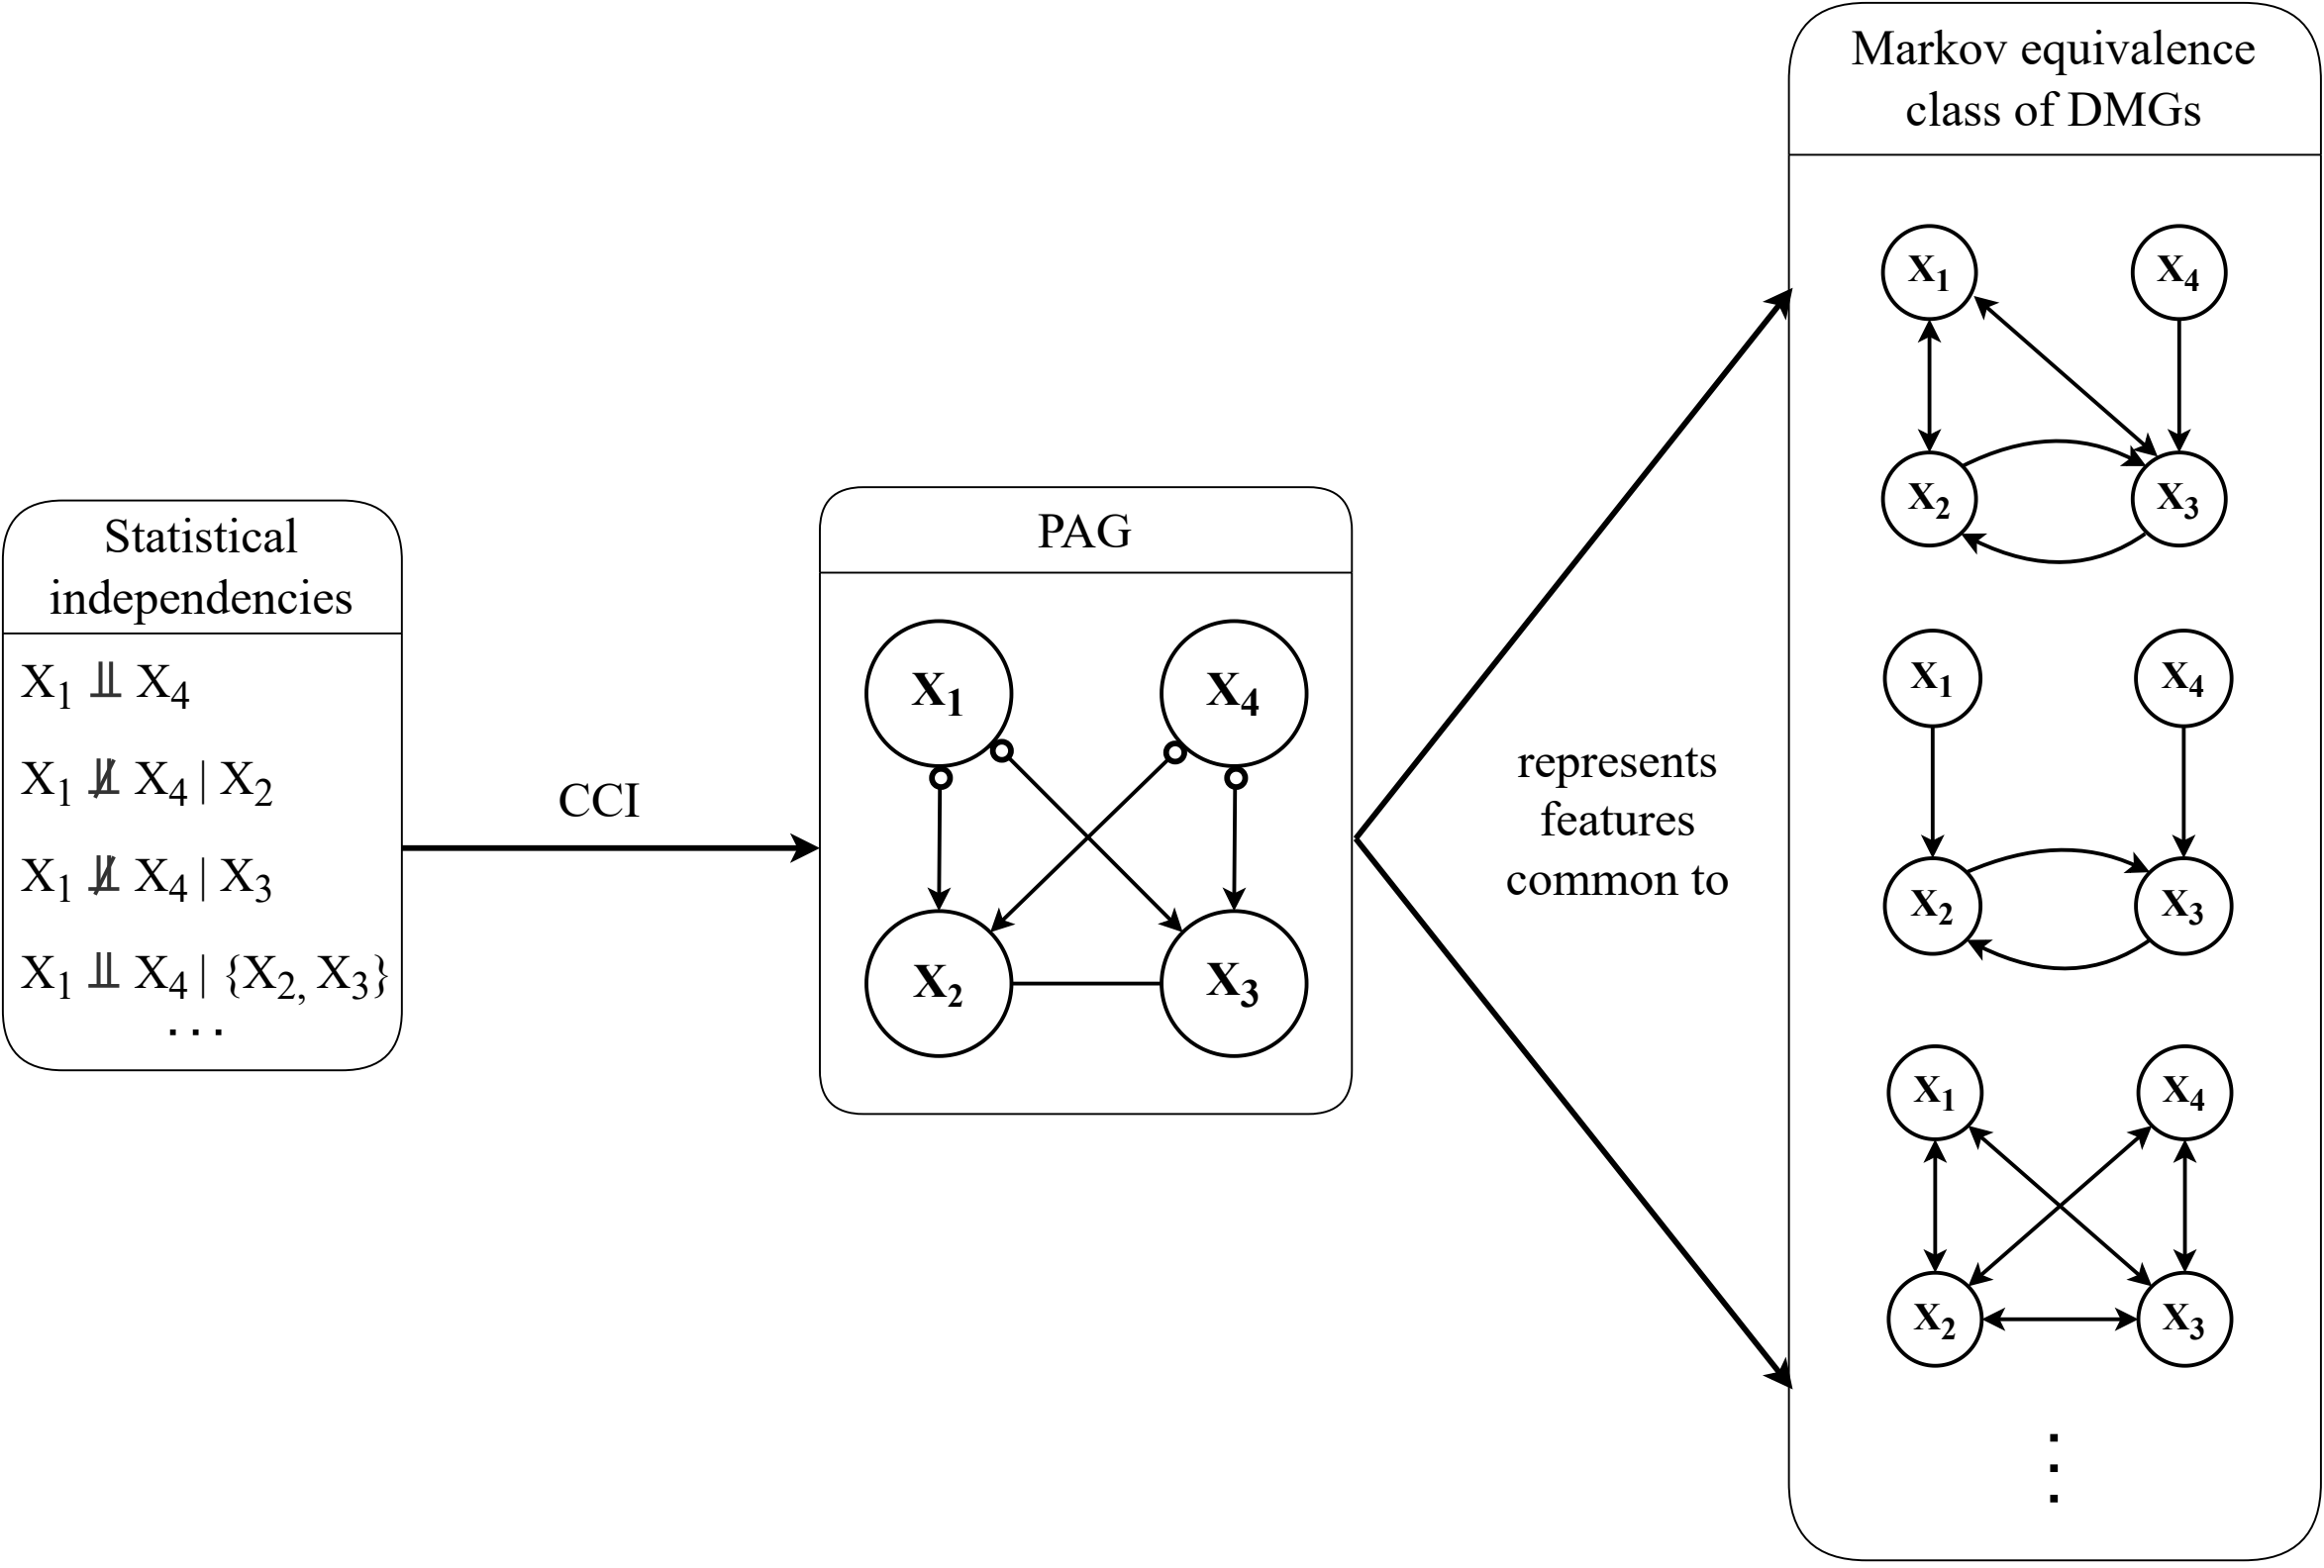 Statistical
independencies
X₁ ⫫ X₄
X₁ ⫫̸ X₄ | X₂
X₁ ⫫̸ X₄ | X₃
X₁ ⫫ X₄ | {X₂, X₃}
...
CCI
PAG
X₁ X₄
X₂ X₃
represents
features
common to
Markov equivalence
class of DMGs
X₁ X₄
X₂ X₃
X₁ X₄
X₂ X₃
X₁ X₄
X₂ X₃
⋮